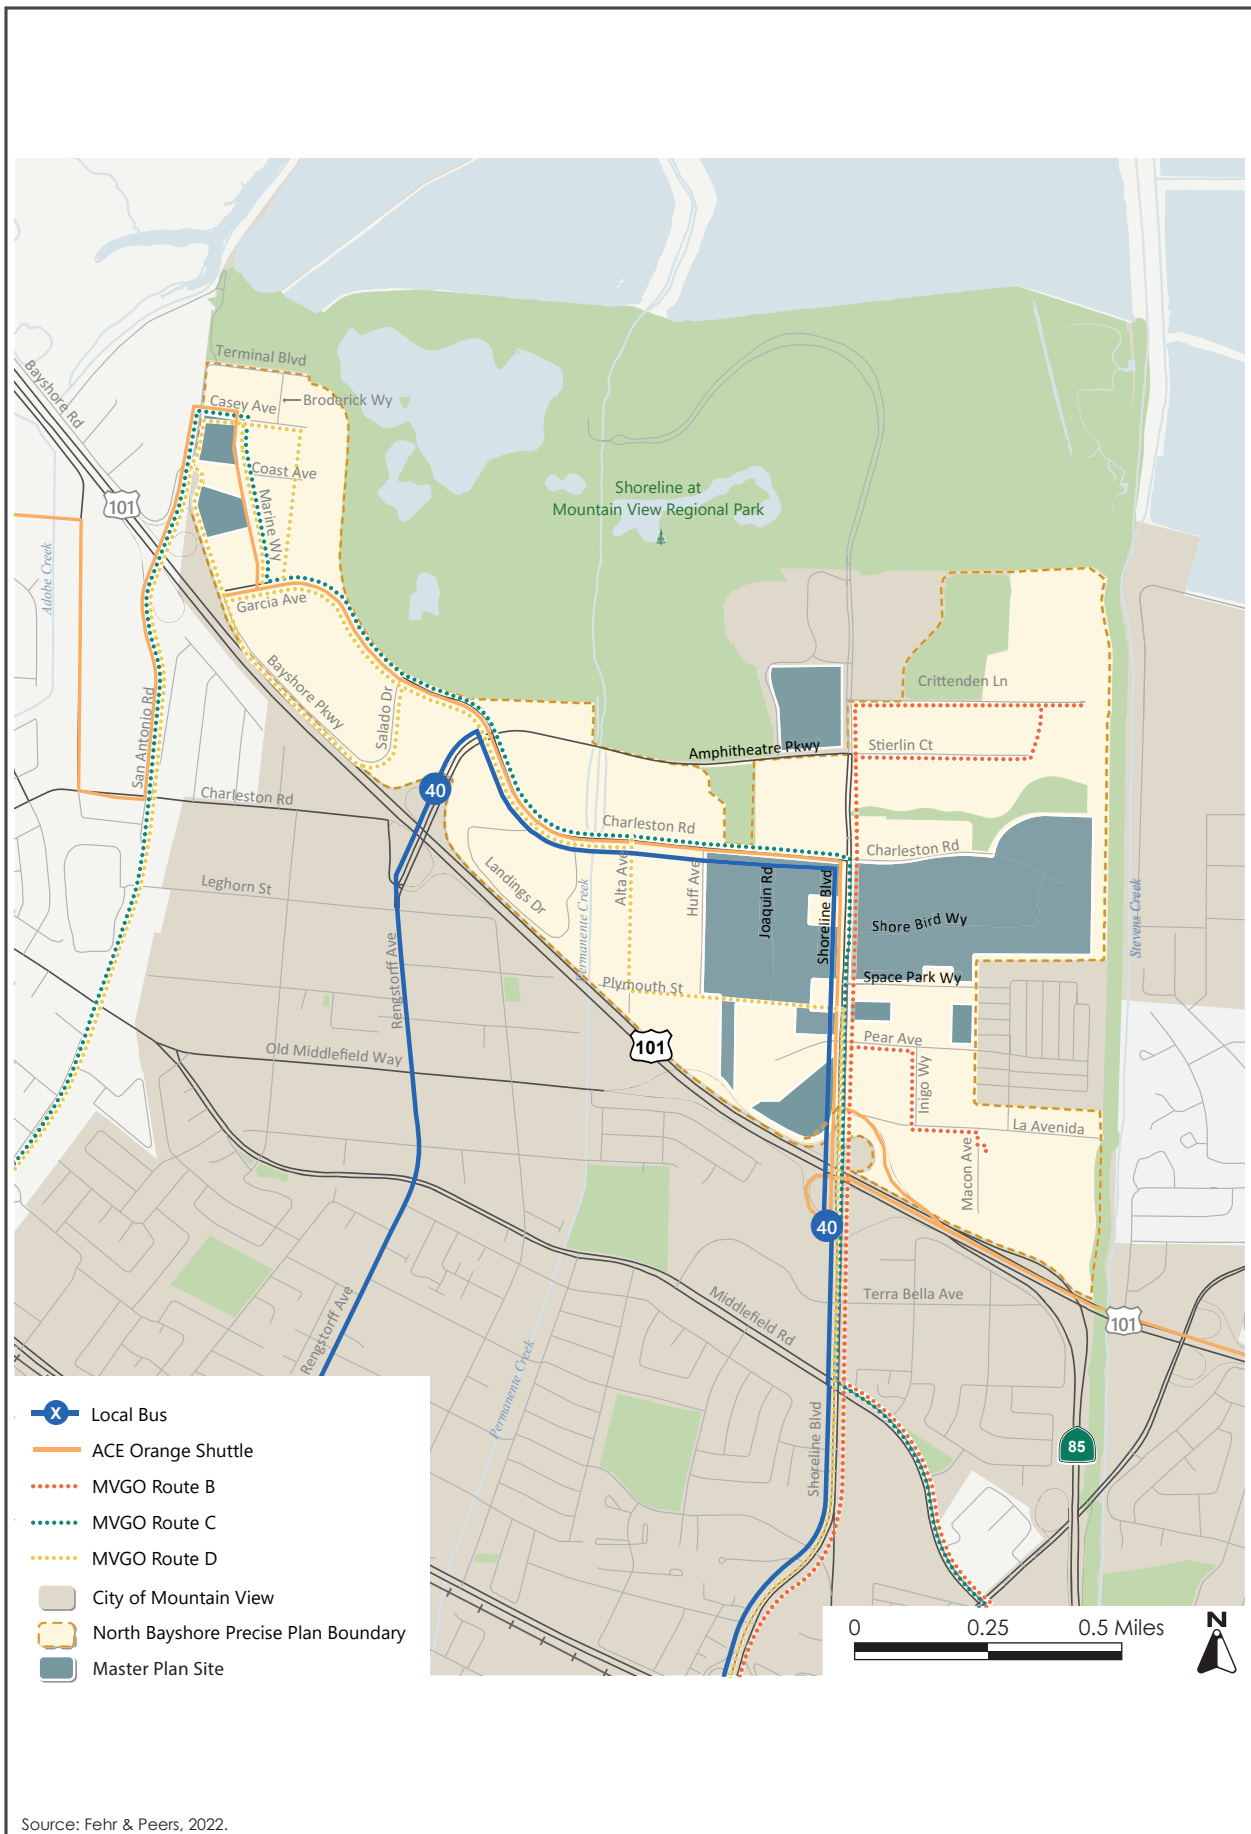 Terminal Blvd
Bayshore Rd
Casey Ave
Broderick Wy
Coast Ave
Marine Wy
101
Shoreline at
Mountain View Regional Park
Adobe Creek
Garcia Ave
Bayshore Pkwy
Salado Dr
San Antonio Rd
Crittenden Ln
Stierlin Ct
Amphitheatre Pkwy
40
Charleston Rd
Charleston Rd
Charleston Rd
Leghorn St
Landings Dr
Permanente Creek
Alta Ave
Huff Ave
Joaquin Rd
Shoreline Blvd
Shore Bird Wy
Stevens Creek
Rengstorff Ave
Plymouth St
Space Park Wy
Old Middlefield Way
101
Pear Ave
Inigo Wy
La Avenida
Macon Ave
40
Terra Bella Ave
101
Middlefield Rd
Rengstorff Ave
Permanente Creek
Shoreline Blvd
85
X Local Bus
ACE Orange Shuttle
MVGO Route B
MVGO Route C
MVGO Route D
City of Mountain View
North Bayshore Precise Plan Boundary
Master Plan Site
0 0.25 0.5 Miles
N
Source: Fehr & Peers, 2022.